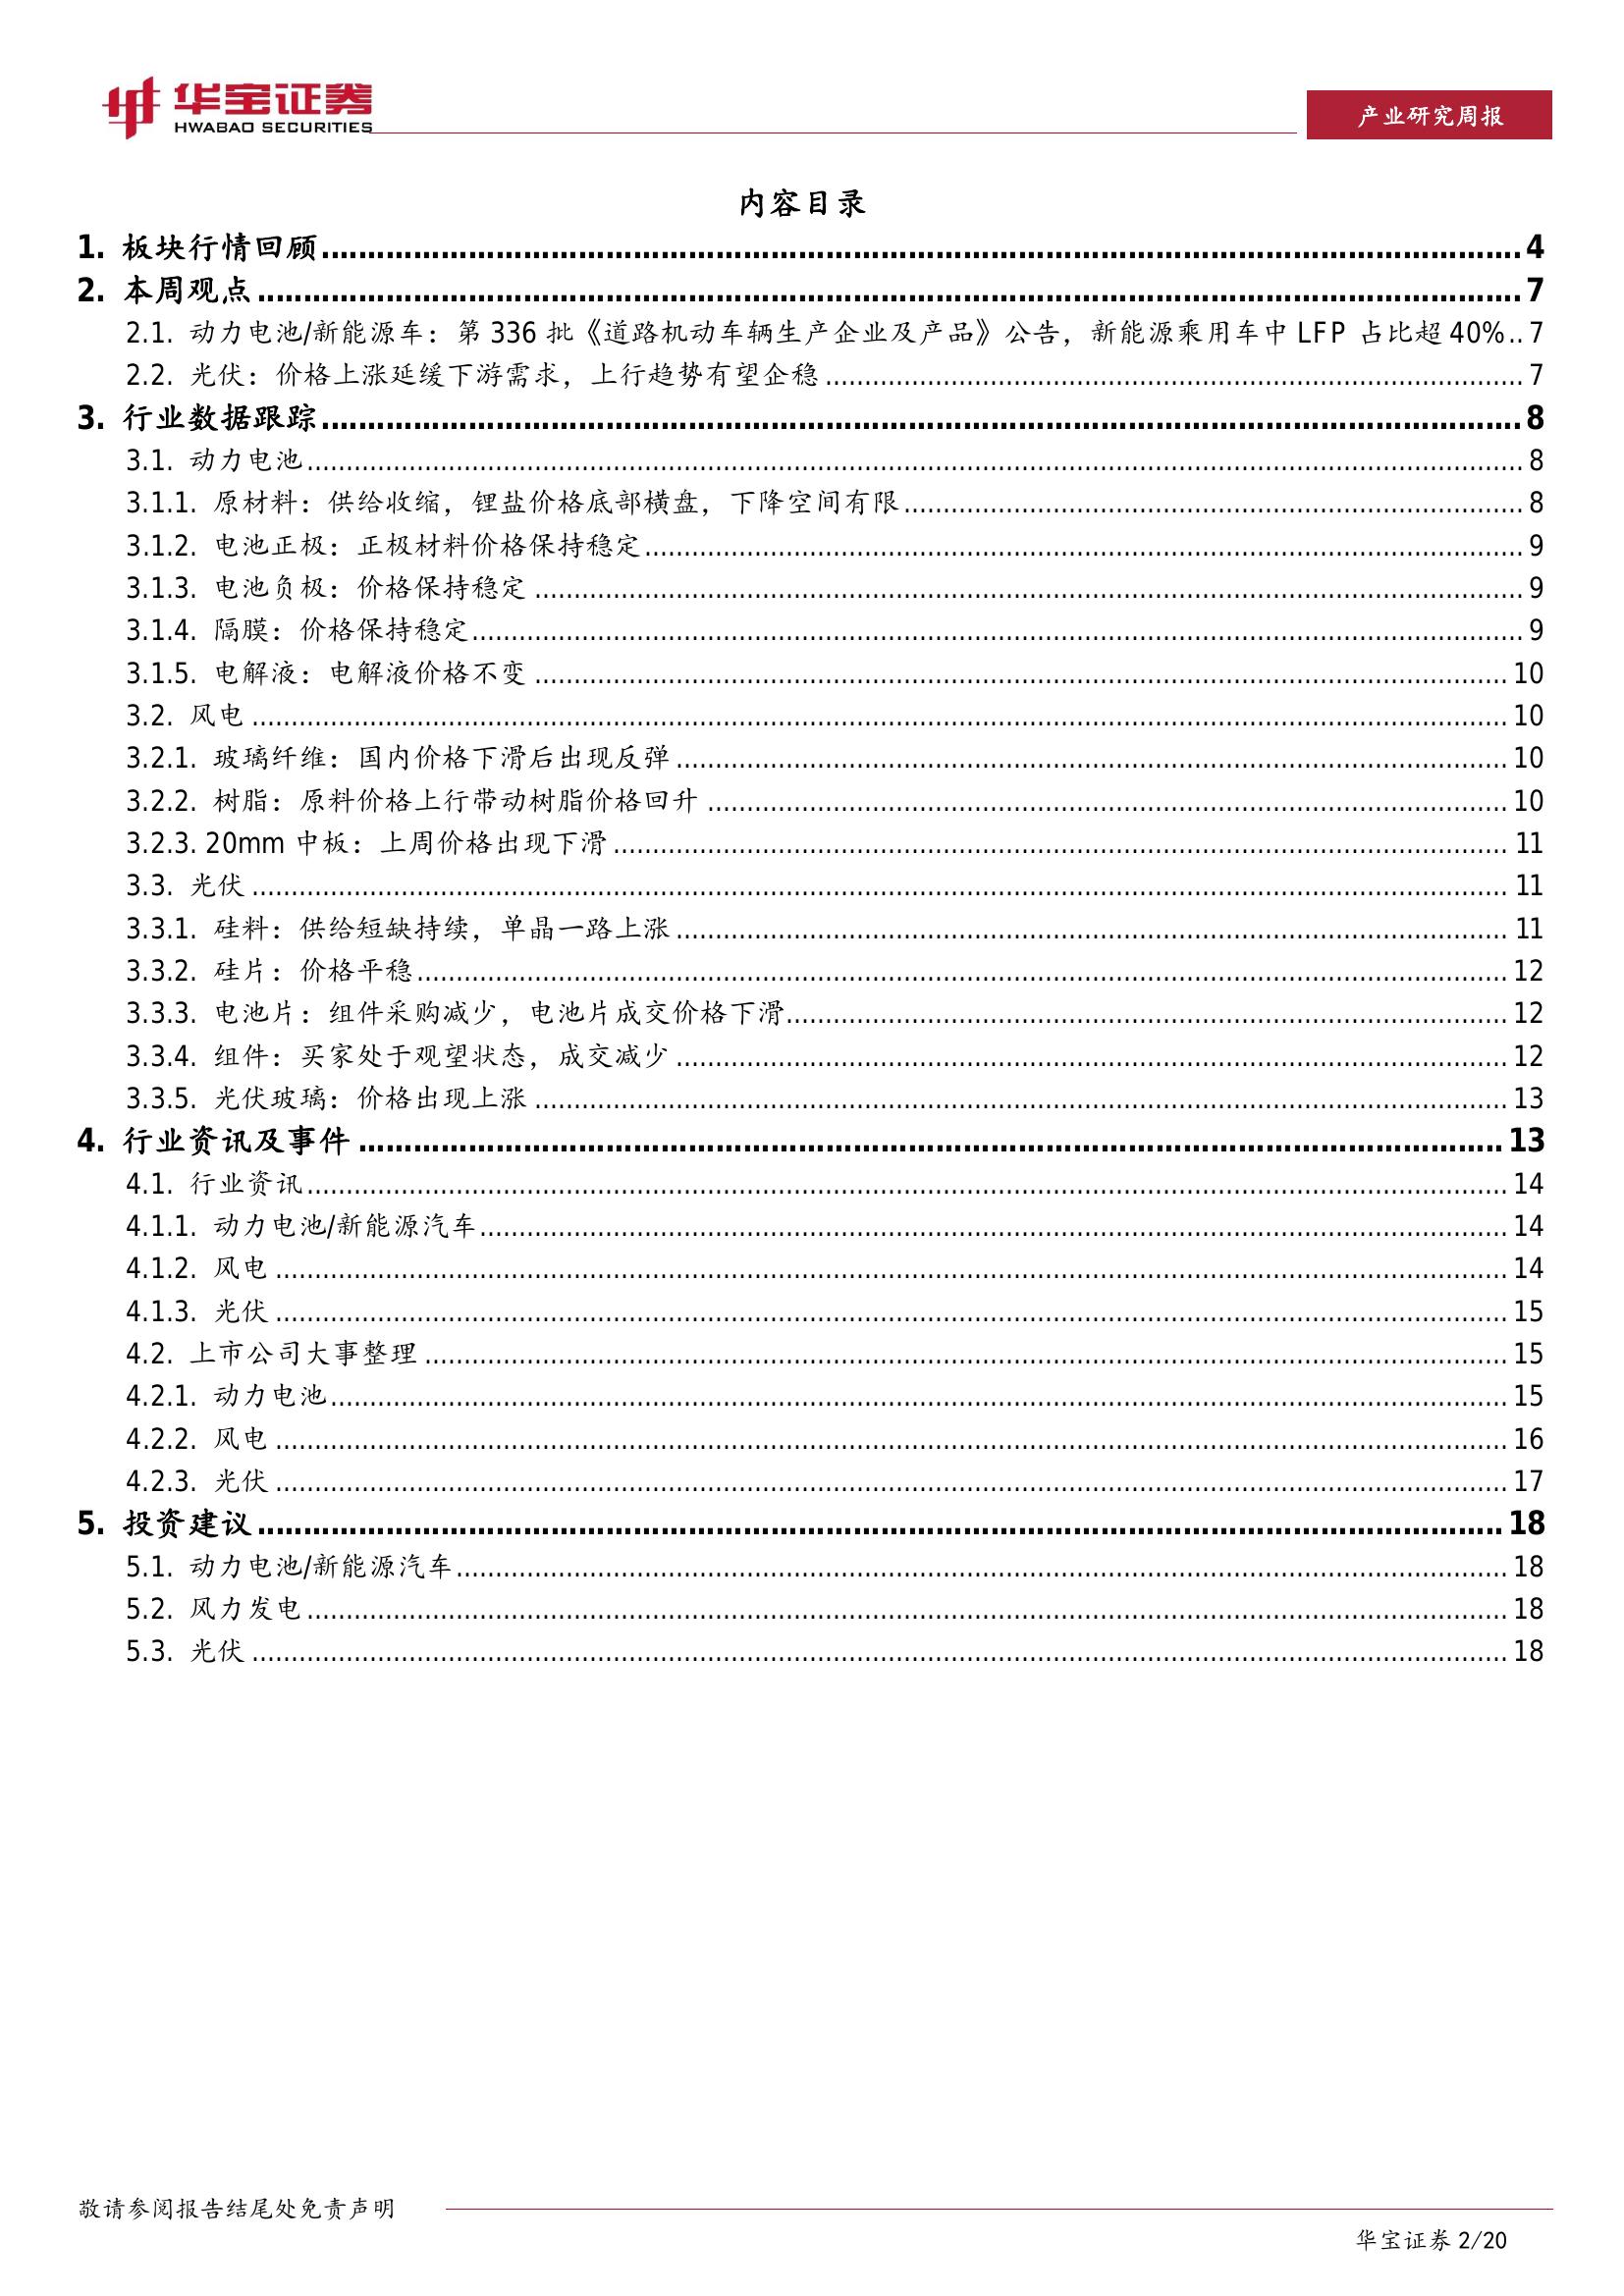 华宝证券
HWABAO SECURITIES
产业研究周报
内容目录
1. 板块行情回顾........................................4
2. 本周观点........................................7
2.1. 动力电池/新能源车：第 336 批《道路机动车辆生产企业及产品》公告，新能源乘用车中 LFP 占比超 40%..7
2.2. 光伏：价格上涨延缓下游需求，上行趋势有望企稳........................................7
3. 行业数据跟踪........................................8
3.1. 动力电池........................................8
3.1.1. 原材料：供给收缩，锂盐价格底部横盘，下降空间有限........................................8
3.1.2. 电池正极：正极材料价格保持稳定........................................9
3.1.3. 电池负极：价格保持稳定........................................9
3.1.4. 隔膜：价格保持稳定........................................9
3.1.5. 电解液：电解液价格不变........................................10
3.2. 风电........................................10
3.2.1. 玻璃纤维：国内价格下滑后出现反弹........................................10
3.2.2. 树脂：原料价格上行带动树脂价格回升........................................10
3.2.3. 20mm 中板：上周价格出现下滑........................................11
3.3. 光伏........................................11
3.3.1. 硅料：供给短缺持续，单晶一路上涨........................................11
3.3.2. 硅片：价格平稳........................................12
3.3.3. 电池片：组件采购减少，电池片成交价格下滑........................................12
3.3.4. 组件：买家处于观望状态，成交减少........................................12
3.3.5. 光伏玻璃：价格出现上涨........................................13
4. 行业资讯及事件........................................13
4.1. 行业资讯........................................14
4.1.1. 动力电池/新能源汽车........................................14
4.1.2. 风电........................................14
4.1.3. 光伏........................................15
4.2. 上市公司大事整理........................................15
4.2.1. 动力电池........................................15
4.2.2. 风电........................................16
4.2.3. 光伏........................................17
5. 投资建议........................................18
5.1. 动力电池/新能源汽车........................................18
5.2. 风力发电........................................18
5.3. 光伏........................................18
敬请参阅报告结尾处免责声明
华宝证券 2/20